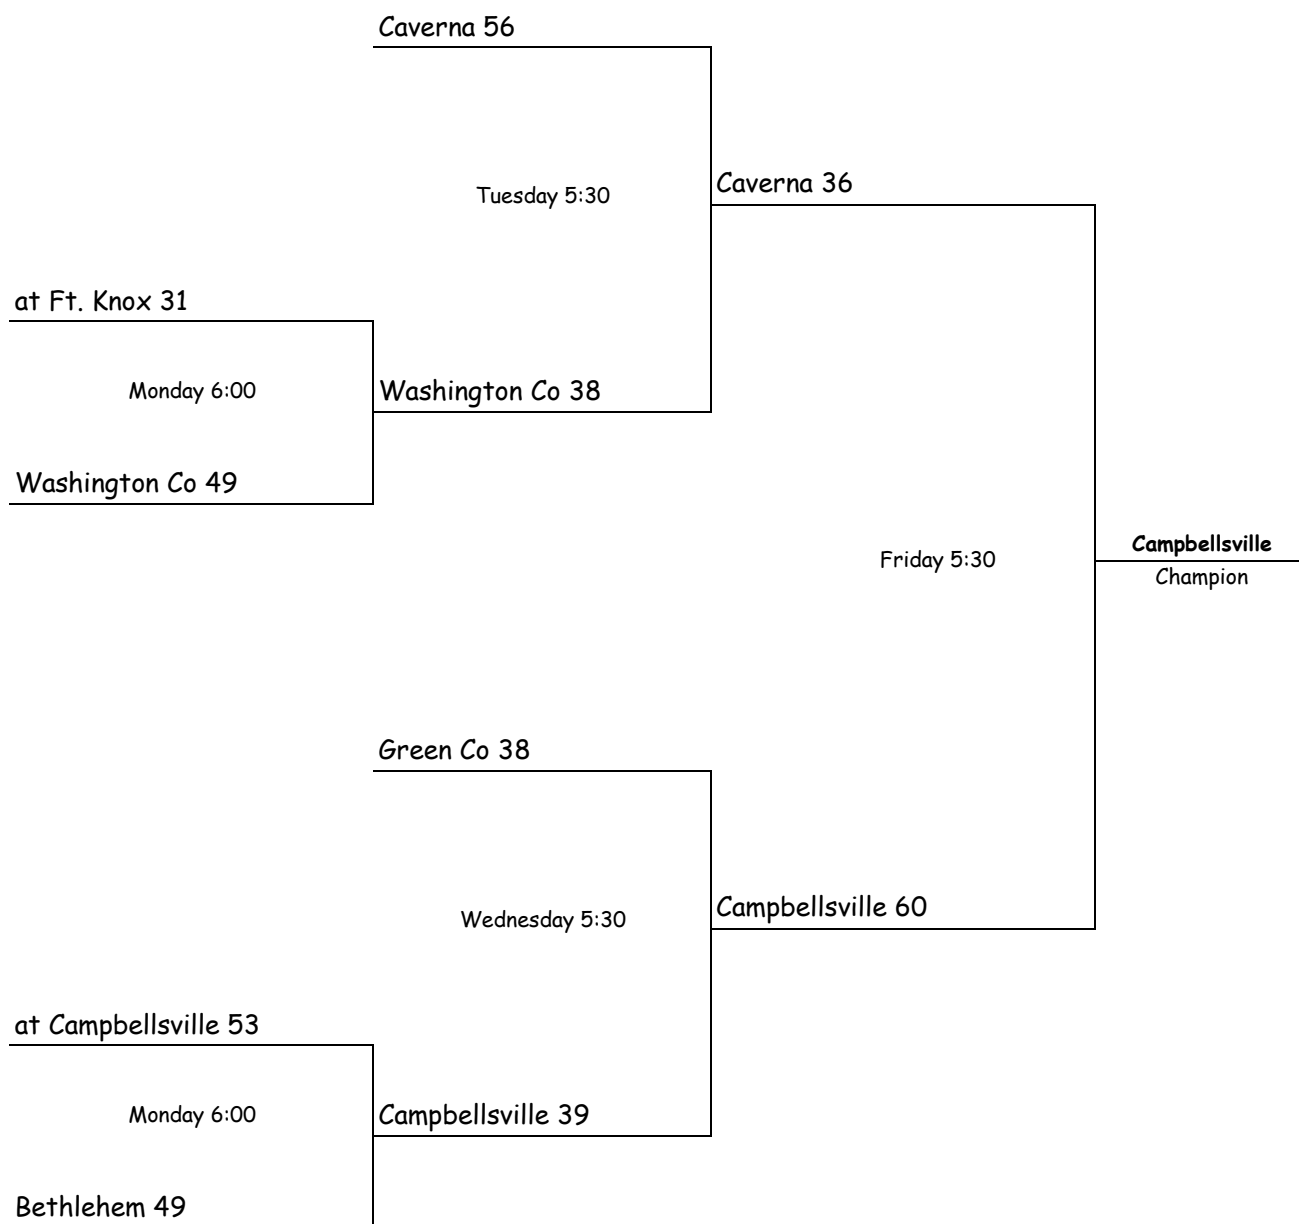 Caverna 56
Tuesday 5:30
Caverna 36
at Ft. Knox 31
Monday 6:00
Washington Co 38
Washington Co 49
Friday 5:30
Campbellsville
Champion
Green Co 38
Wednesday 5:30
Campbellsville 60
at Campbellsville 53
Monday 6:00
Campbellsville 39
Bethlehem 49